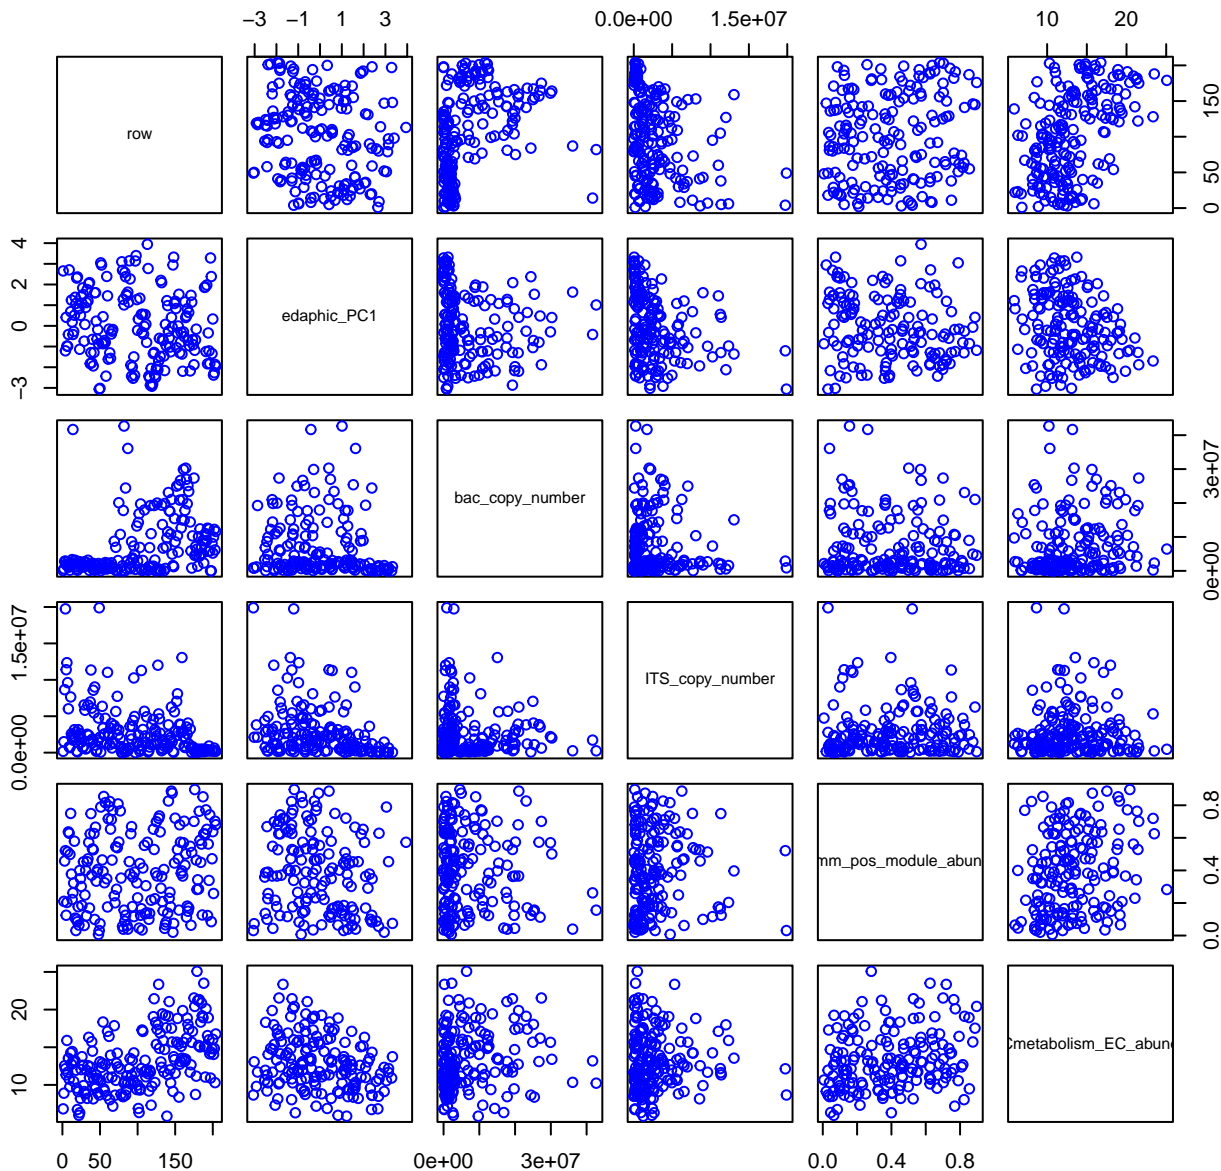 −3 −1 1 3 0.0e+00 1.5e+07 10 20
row 0 50 150
−3 0 2 4 edaphic_PC1
bac_copy_number 0e+00 3e+07
0.0e+00 1.5e+07 ITS_copy_number
mm_pos_module_abun 0.0 0.4 0.8
10 20 metabolism_EC_abun
0 50 150 0e+00 3e+07 0.0 0.4 0.8